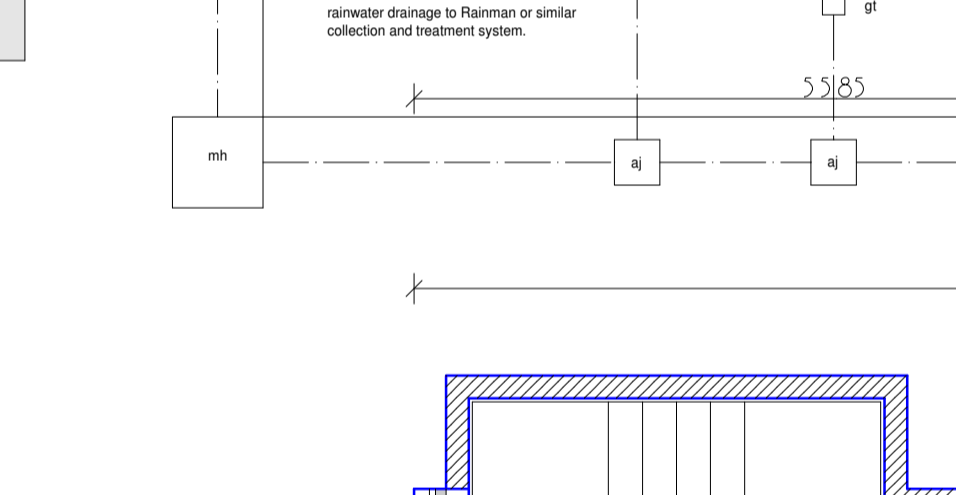 rainwater drainage to Rainman or similar
collection and treatment system.
gt
5585
mh
aj
aj